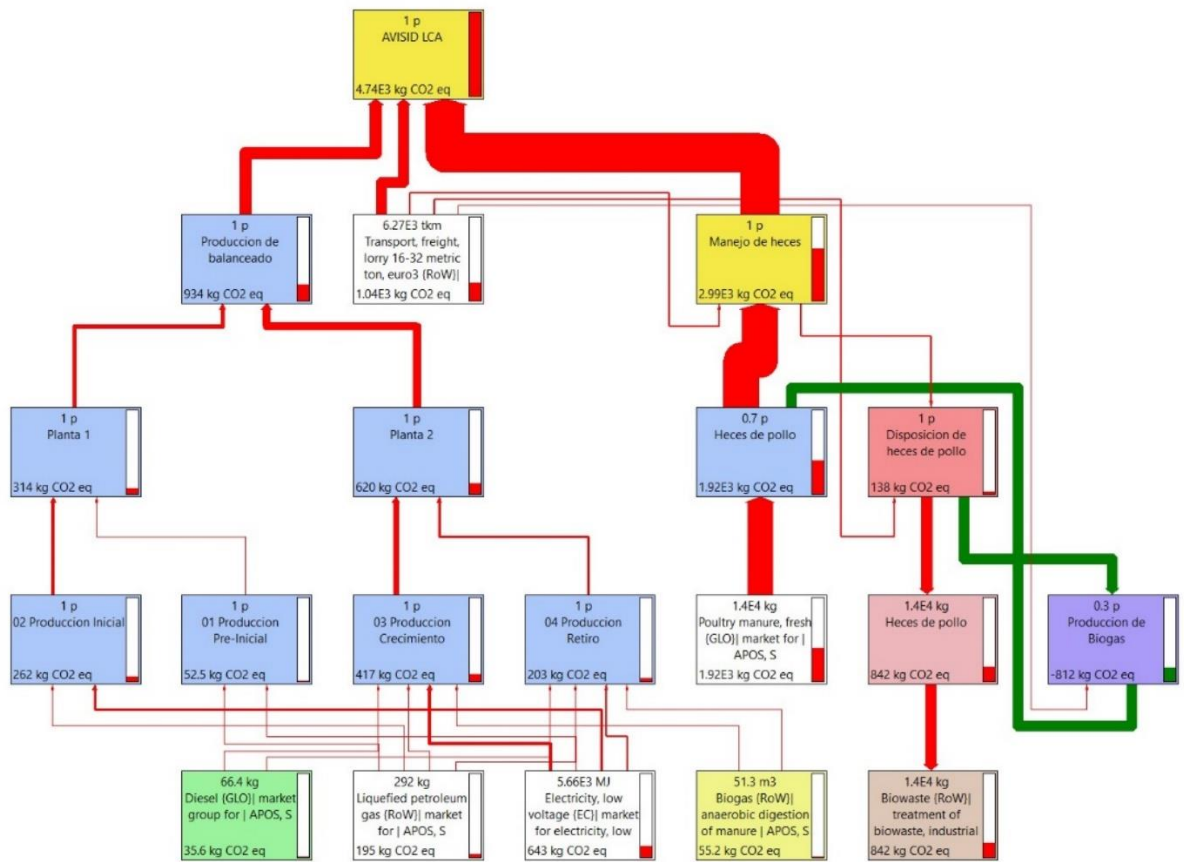 1 p
AVISID LCA
4.74E3 kg CO2 eq
1 p
Produccion de
balanceado
934 kg CO2 eq
6.27E3 tkm
Transport, freight,
lorry 16-32 metric
ton, euro3 {RoW}|
1.04E3 kg CO2 eq
1 p
Manejo de heces
2.99E3 kg CO2 eq
1 p
Planta 1
314 kg CO2 eq
1 p
Planta 2
620 kg CO2 eq
0.7 p
Heces de pollo
1.92E3 kg CO2 eq
1 p
Disposicion de
heces de pollo
138 kg CO2 eq
1 p
02 Produccion Inicial
262 kg CO2 eq
1 p
01 Produccion
Pre-Inicial
52.5 kg CO2 eq
1 p
03 Produccion
Crecimiento
417 kg CO2 eq
1 p
04 Produccion
Retiro
203 kg CO2 eq
1.4E4 kg
Poultry manure, fresh
{GLO}| market for |
APOS, S
1.92E3 kg CO2 eq
1.4E4 kg
Heces de pollo
842 kg CO2 eq
0.3 p
Produccion de
Biogas
-812 kg CO2 eq
66.4 kg
Diesel {GLO}| market
group for | APOS, S
35.6 kg CO2 eq
292 kg
Liquefied petroleum
gas {RoW}| market
for | APOS, S
195 kg CO2 eq
5.66E3 MJ
Electricity, low
voltage {EC}| market
for electricity, low
643 kg CO2 eq
51.3 m3
Biogas {RoW}|
anaerobic digestion
of manure | APOS, S
55.2 kg CO2 eq
1.4E4 kg
Biowaste {RoW}|
treatment of
biowaste, industrial
842 kg CO2 eq